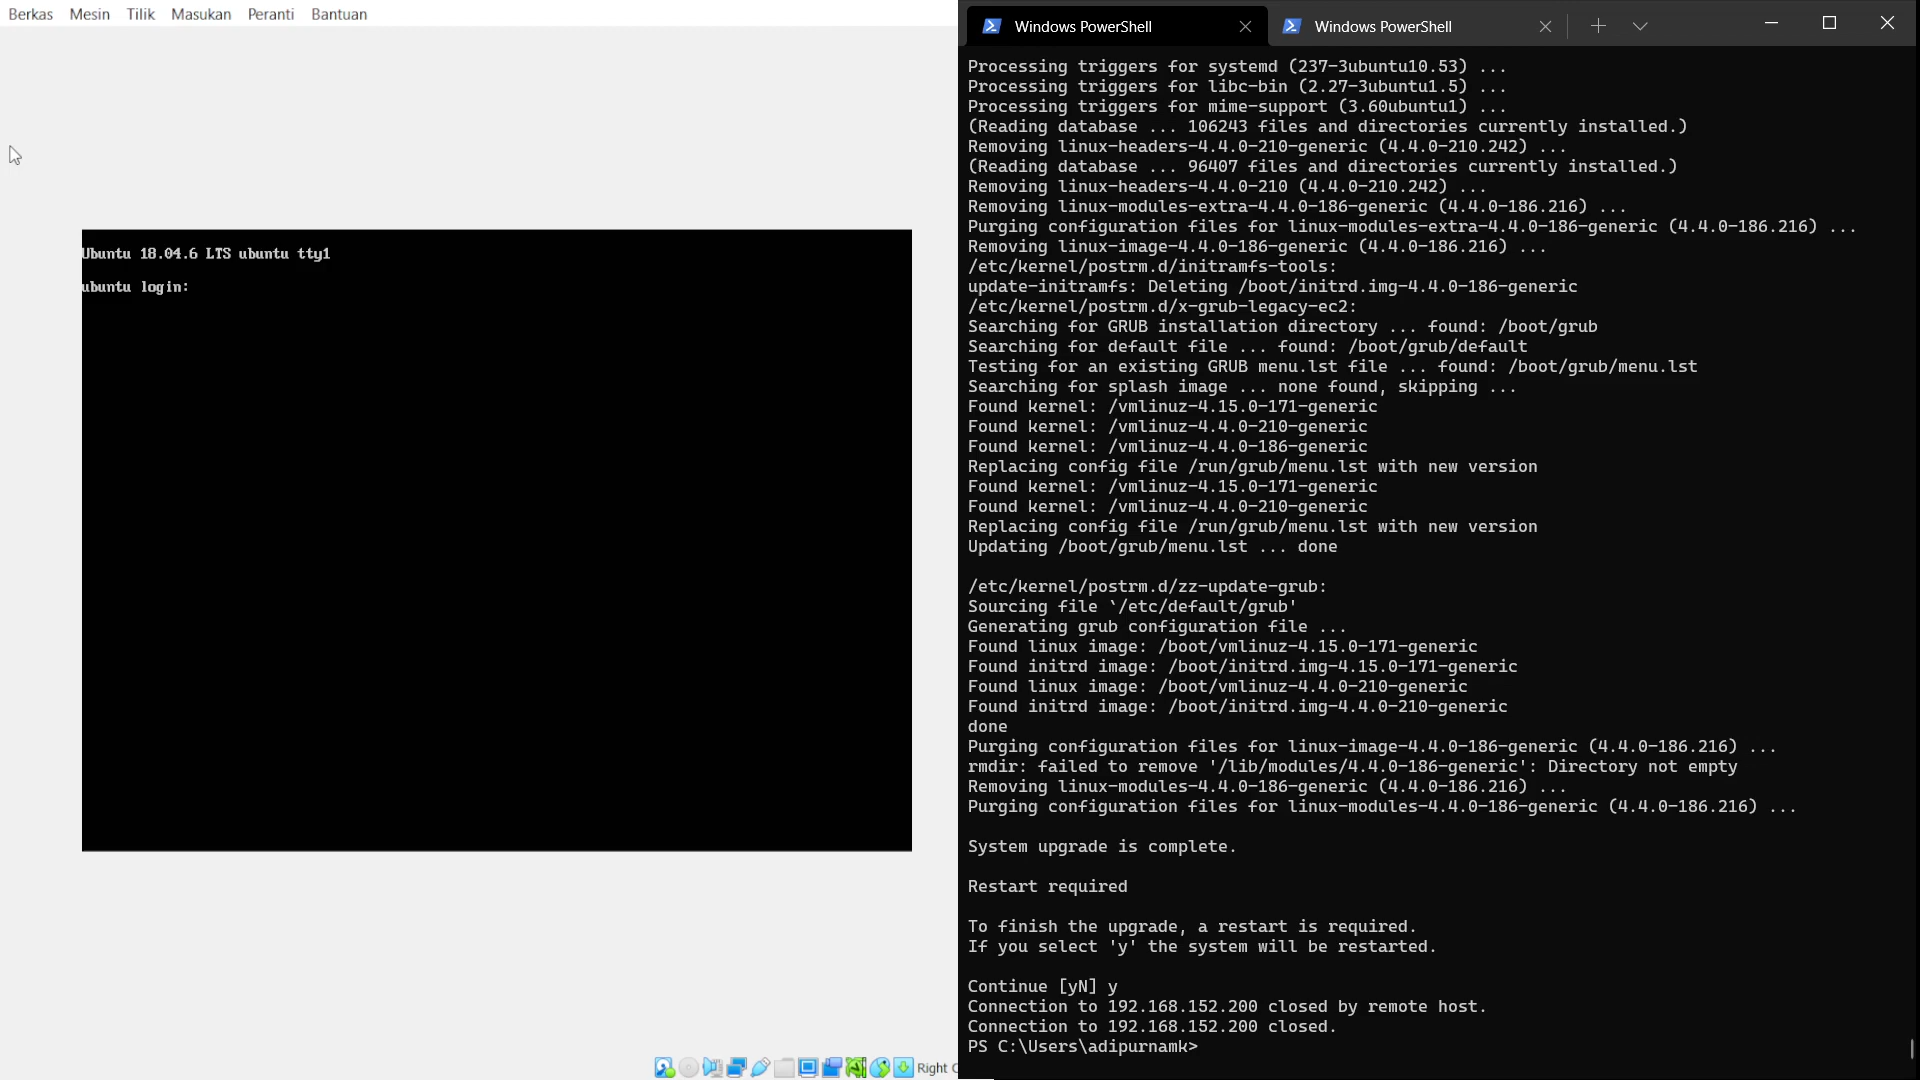 Berkas Mesin Tilik Masukan Peranti Bantuan
Ubuntu 18.04.6 LTS ubuntu tty1
ubuntu login:
Right C
Windows PowerShell
Windows PowerShell
Processing triggers for systemd (237-3ubuntu10.53) ...
Processing triggers for libc-bin (2.27-3ubuntu1.5) ...
Processing triggers for mime-support (3.60ubuntu1) ...
(Reading database ... 106243 files and directories currently installed.)
Removing linux-headers-4.4.0-210-generic (4.4.0-210.242) ...
(Reading database ... 96407 files and directories currently installed.)
Removing linux-headers-4.4.0-210 (4.4.0-210.242) ...
Removing linux-modules-extra-4.4.0-186-generic (4.4.0-186.216) ...
Purging configuration files for linux-modules-extra-4.4.0-186-generic (4.4.0-186.216) ...
Removing linux-image-4.4.0-186-generic (4.4.0-186.216) ...
/etc/kernel/postrm.d/initramfs-tools:
update-initramfs: Deleting /boot/initrd.img-4.4.0-186-generic
/etc/kernel/postrm.d/x-grub-legacy-ec2:
Searching for GRUB installation directory ... found: /boot/grub
Searching for default file ... found: /boot/grub/default
Testing for an existing GRUB menu.lst file ... found: /boot/grub/menu.lst
Searching for splash image ... none found, skipping ...
Found kernel: /vmlinuz-4.15.0-171-generic
Found kernel: /vmlinuz-4.4.0-210-generic
Found kernel: /vmlinuz-4.4.0-186-generic
Replacing config file /run/grub/menu.lst with new version
Found kernel: /vmlinuz-4.15.0-171-generic
Found kernel: /vmlinuz-4.4.0-210-generic
Replacing config file /run/grub/menu.lst with new version
Updating /boot/grub/menu.lst ... done
/etc/kernel/postrm.d/zz-update-grub:
Sourcing file `/etc/default/grub'
Generating grub configuration file ...
Found linux image: /boot/vmlinuz-4.15.0-171-generic
Found initrd image: /boot/initrd.img-4.15.0-171-generic
Found linux image: /boot/vmlinuz-4.4.0-210-generic
Found initrd image: /boot/initrd.img-4.4.0-210-generic
done
Purging configuration files for linux-image-4.4.0-186-generic (4.4.0-186.216) ...
rmdir: failed to remove '/lib/modules/4.4.0-186-generic': Directory not empty
Removing linux-modules-4.4.0-186-generic (4.4.0-186.216) ...
Purging configuration files for linux-modules-4.4.0-186-generic (4.4.0-186.216) ...
System upgrade is complete.
Restart required
To finish the upgrade, a restart is required.
If you select 'y' the system will be restarted.
Continue [yN] y
Connection to 192.168.152.200 closed by remote host.
Connection to 192.168.152.200 closed.
PS C:\Users\adipurnamk>